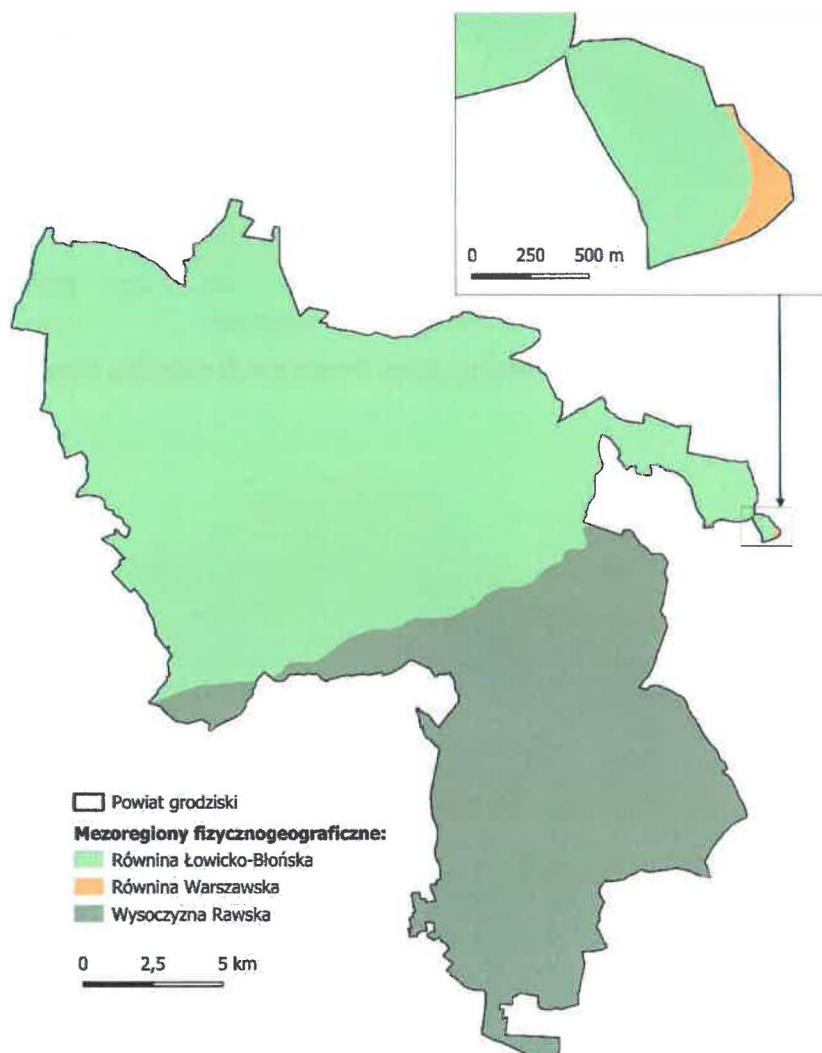 0 250 500 m
Powiat grodziski
Mezoregiony fizycznogeograficzne:
Równina Łowicko-Błońska
Równina Warszawska
Wysoczyzna Rawska
0 2,5 5 km